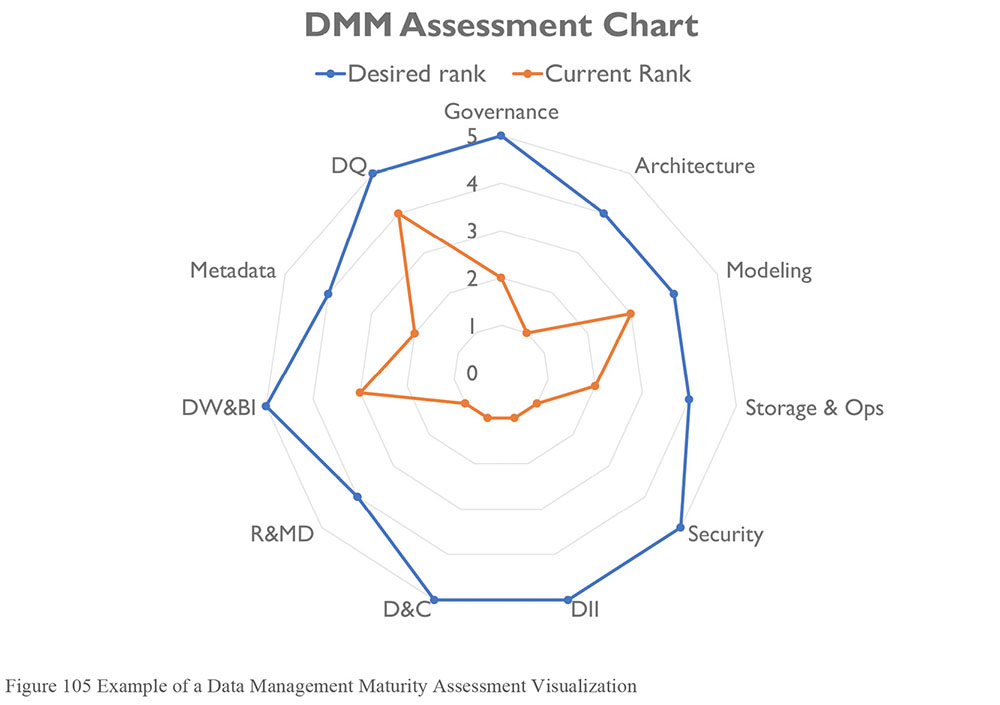 DMM Assessment Chart
Desired rank Current Rank
Governance
5
DQ
Architecture
4
3
Metadata
Modeling
2
1
0
DW&BI
Storage & Ops
R&MD
Security
D&C
DII
Figure 105 Example of a Data Management Maturity Assessment Visualization